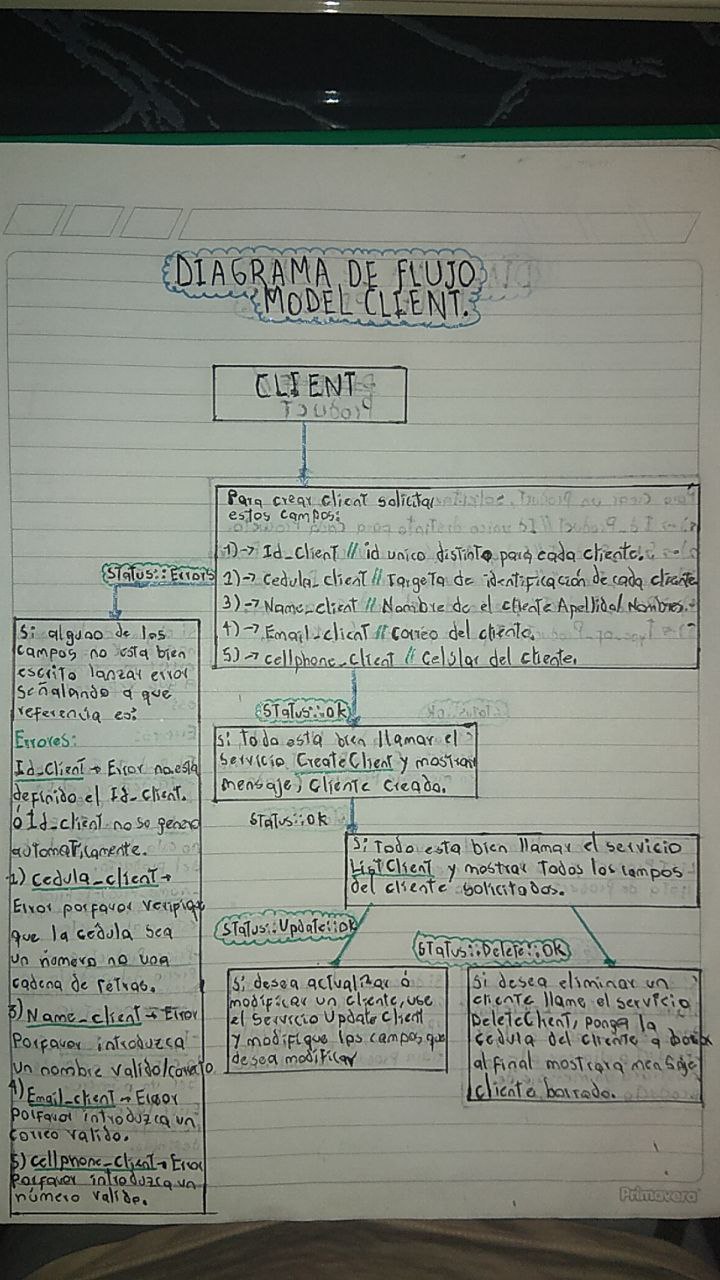 DIAGRAMA DE FLUJO
MODEL CLIENT.
CLIENT
Para crear client solicitar
estos campos:
1)→ Id_client // id unico distinto para cada cliente.
2)→ Cedula_client // Targeta de identificación de cada cliente
3)→ Name_client // Nombre de el cliente Apellido/Nombres.
4)→ Email_client // Correo del cliente.
5)→ cellphone_client // Celular del cliente.
Status::Errors
Si alguno de los
campos no esta bien
escrito lanzar error
señalando a que
referencia es:
Errores:
Id_Client → Error no esta
definido el Id_client.
ó Id_client no se genero
automaticamente.
2) Cedula_client →
Error porfavor verifique
que la cedula sea
un número no una
cadena de letras.
3) Name_client → Error
Porfavor introduzca
un nombre valido/correcto
4) Email_client → Error
Porfavor introduzca un
correo valido.
5) Cellphone_client → Error
Porfavor introduzca un
número valido.
Status::Ok
Si todo esta bien llamar el
servicio CreateClient y mostrar
mensaje, Cliente Creado.
Status::Ok
Si todo esta bien llamar el servicio
ListClient y mostrar todos los campos
del cliente solicitados.
Status::Update::Ok
Si desea actualizar ó
modificar un cliente, use
el servicio Update Client
y modifique los campos que
desea modificar
Status::Delete::OK
Si desea eliminar un
cliente llame el servicio
DeleteClient, ponga la
cedula del cliente a borrar
al final mostrara mensaje
cliente borrado.
Primavera